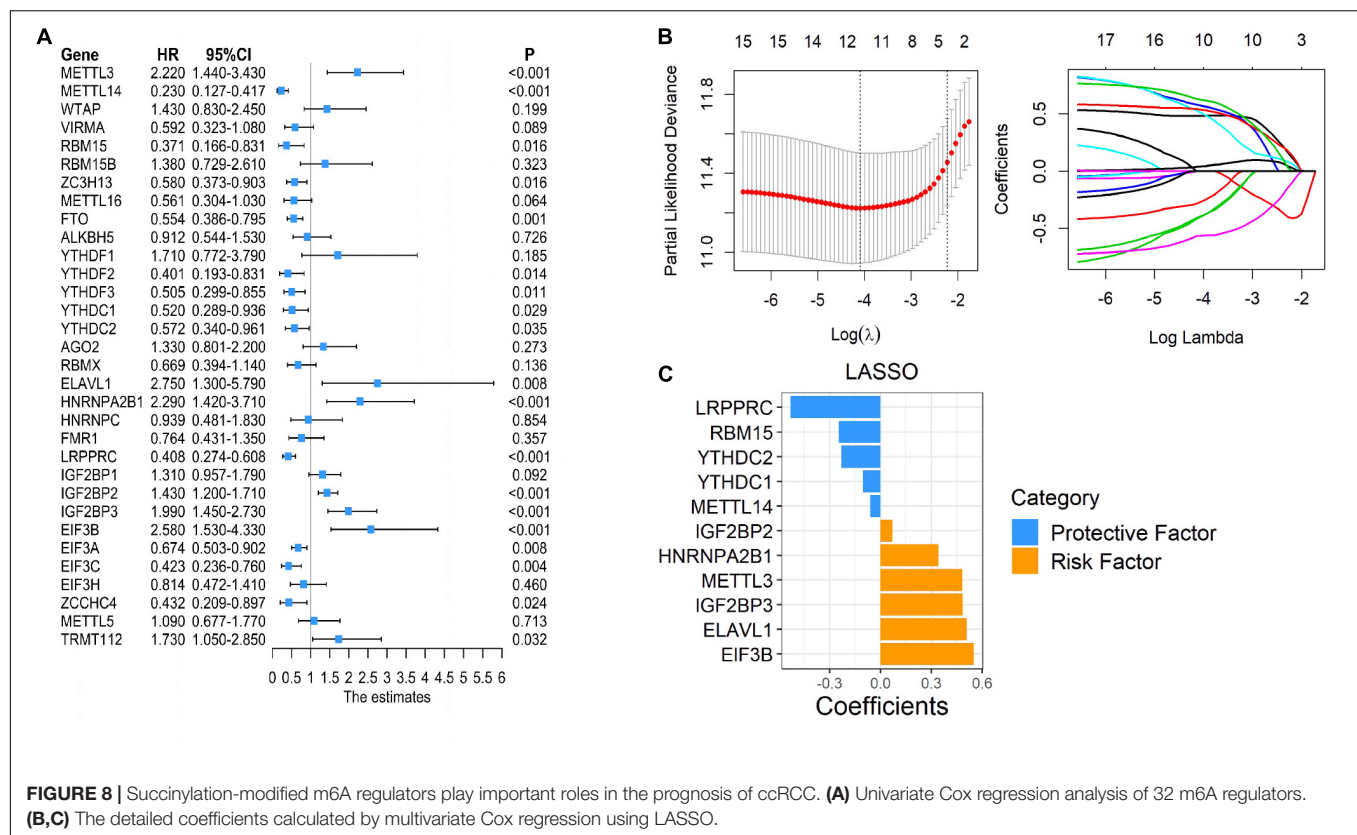 A
Gene HR 95%CI P
METTL3 2.220 1.440-3.430 <0.001
METTL14 0.230 0.127-0.417 <0.001
WTAP 1.430 0.830-2.450 0.199
VIRMA 0.592 0.323-1.080 0.089
RBM15 0.371 0.166-0.831 0.016
RBM15B 1.380 0.729-2.610 0.323
ZC3H13 0.580 0.373-0.903 0.016
METTL16 0.561 0.304-1.030 0.064
FTO 0.554 0.386-0.795 0.001
ALKBH5 0.912 0.544-1.530 0.726
YTHDF1 1.710 0.772-3.790 0.185
YTHDF2 0.401 0.193-0.831 0.014
YTHDF3 0.505 0.299-0.855 0.011
YTHDC1 0.520 0.289-0.936 0.029
YTHDC2 0.572 0.340-0.961 0.035
AGO2 1.330 0.801-2.200 0.273
RBMX 0.669 0.394-1.140 0.136
ELAVL1 2.750 1.300-5.790 0.008
HNRNPA2B1 2.290 1.420-3.710 <0.001
HNRNPC 0.939 0.481-1.830 0.854
FMR1 0.764 0.431-1.350 0.357
LRPPRC 0.408 0.274-0.608 <0.001
IGF2BP1 1.310 0.957-1.790 0.092
IGF2BP2 1.430 1.200-1.710 <0.001
IGF2BP3 1.990 1.450-2.730 <0.001
EIF3B 2.580 1.530-4.330 <0.001
EIF3A 0.674 0.503-0.902 0.008
EIF3C 0.423 0.236-0.760 0.004
EIF3H 0.814 0.472-1.410 0.460
ZCCHC4 0.432 0.209-0.897 0.024
METTL5 1.090 0.677-1.770 0.713
TRMT112 1.730 1.050-2.850 0.032
0 0.5 1 1.5 2 2.5 3 3.5 4 4.5 5 5.5 6
The estimates
B
15 15 14 12 11 8 5 2
Partial Likelihood Deviance
11.8
11.4
11.0
-6 -5 -4 -3 -2
Log(λ)
17 16 10 10 3
Coefficients
0.5
0.0
-0.5
-6 -5 -4 -3 -2
Log Lambda
C
LASSO
LRPPRC
RBM15
YTHDC2
YTHDC1
METTL14
IGF2BP2
HNRNPA2B1
METTL3
IGF2BP3
ELAVL1
EIF3B
-0.3 0.0 0.3 0.6
Coefficients
Category
Protective Factor
Risk Factor
FIGURE 8 | Succinylation-modified m6A regulators play important roles in the prognosis of ccRCC. (A) Univariate Cox regression analysis of 32 m6A regulators.
(B,C) The detailed coefficients calculated by multivariate Cox regression using LASSO.